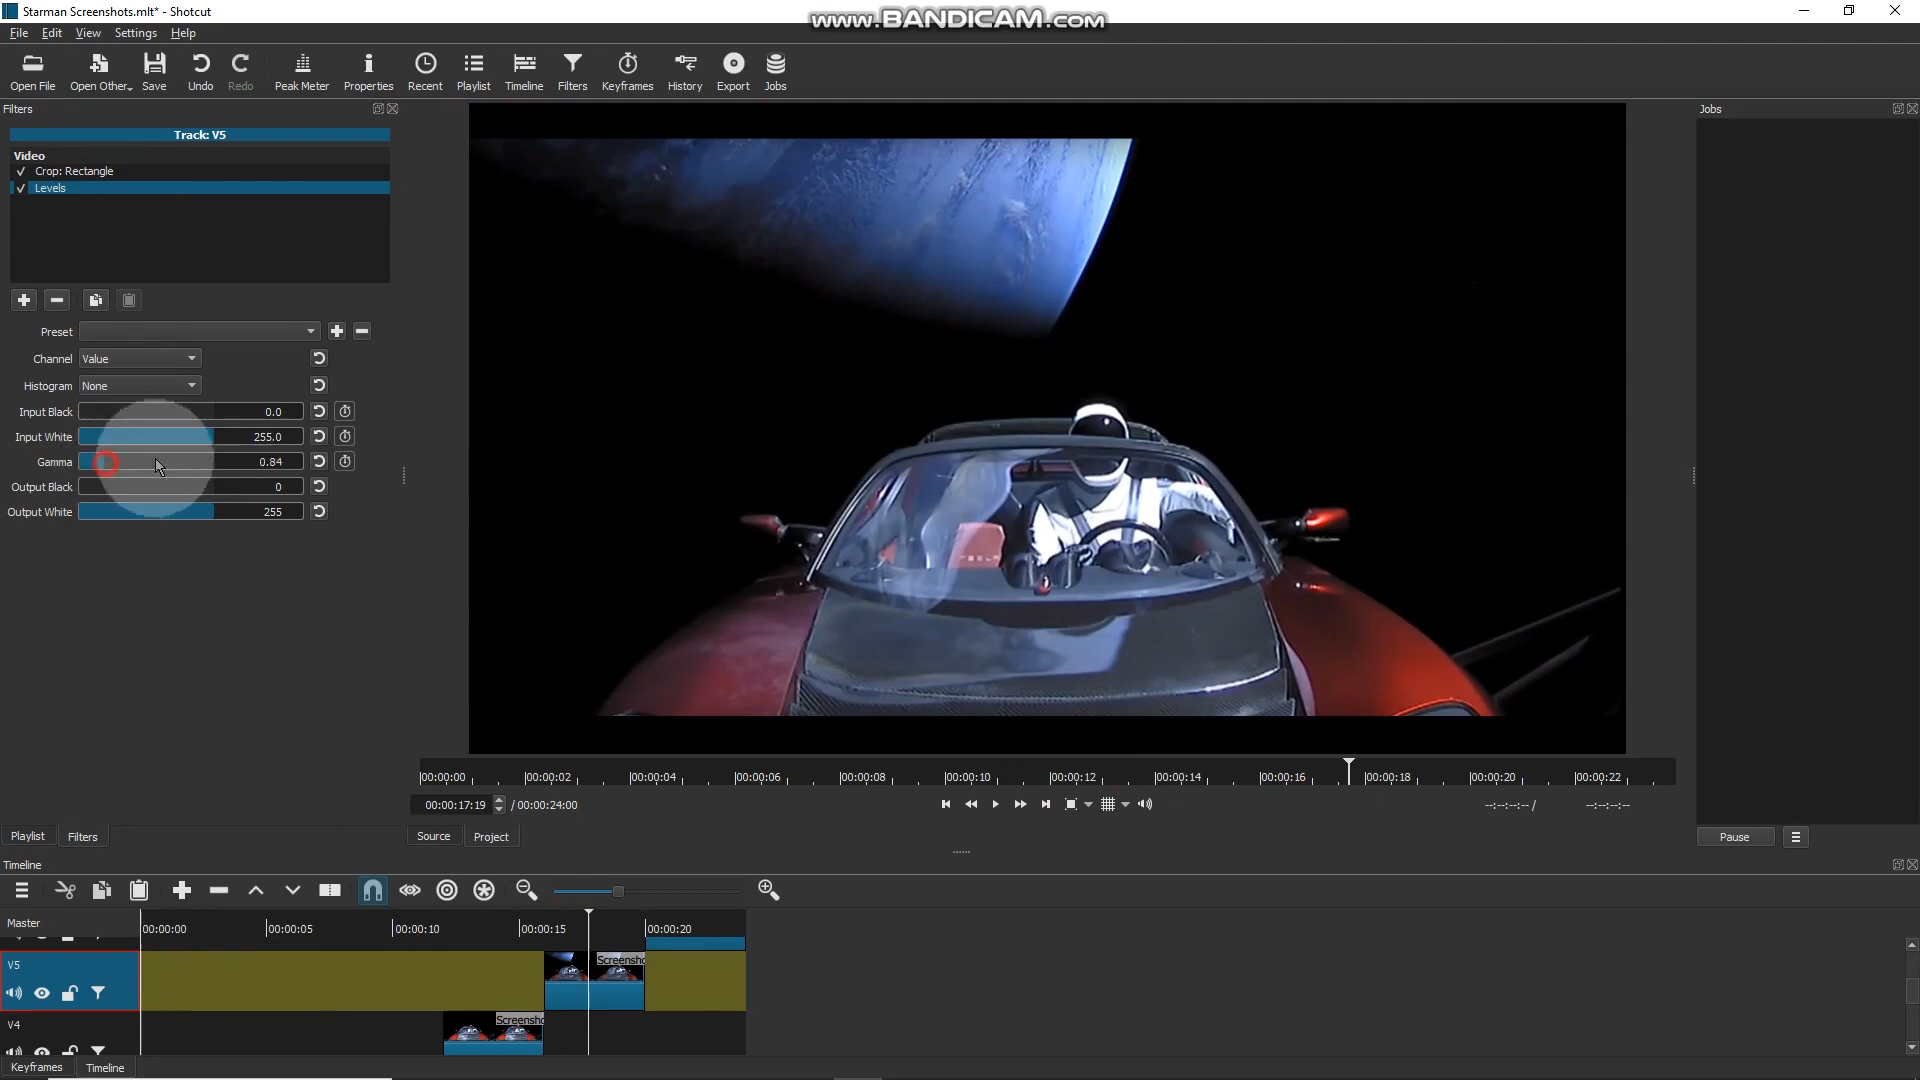 Starman Screenshots.mlt* - Shotcut
www.BANDICAM.com
File Edit View Settings Help
Open File Open Other... Save Undo Redo Peak Meter Properties Recent Playlist Timeline Filters Keyframes History Export Jobs
Filters
Jobs
Track: V5
Video
Crop: Rectangle
Levels
Preset
Channel Value
Histogram None
Input Black 0.0
Input White 255.0
Gamma 0.84
Output Black 0
Output White 255
TESLA
00:00:00 00:00:02 00:00:04 00:00:06 00:00:08 00:00:10 00:00:12 00:00:14 00:00:16 00:00:18 00:00:20 00:00:22
00:00:17:19 / 00:00:24:00
--:--:--:-- / --:--:--:--
Playlist Filters
Source Project
Pause
Timeline
Master
00:00:00 00:00:05 00:00:10 00:00:15 00:00:20
V5
Screensho
V4
Screensho
Keyframes Timeline